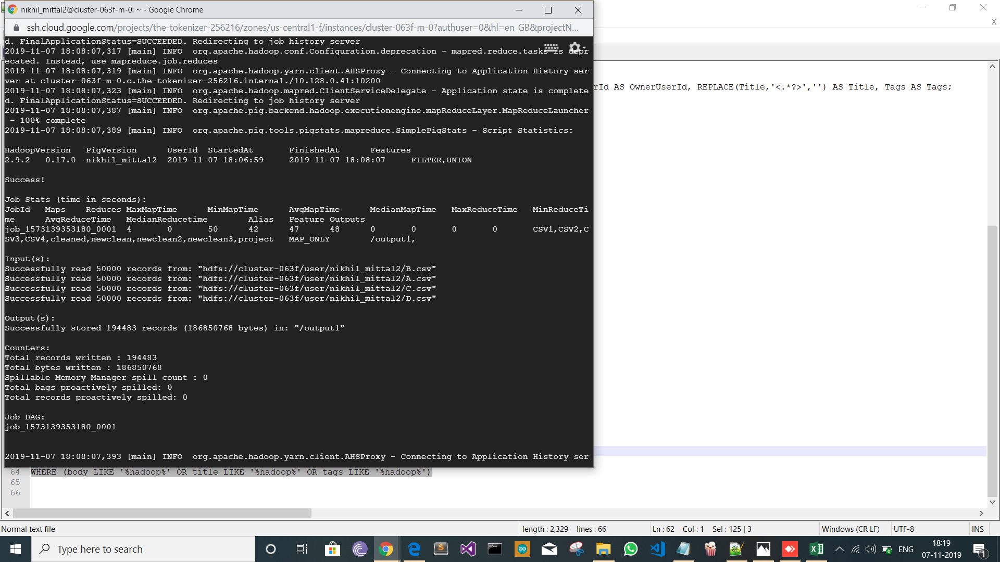 nikhil_mittal2@cluster-063f-m-0: ~ - Google Chrome
ssh.cloud.google.com/projects/the-tokenizer-256216/zones/us-central1-f/instances/cluster-063f-m-0?authuser=0&hl=en_GB&projectN...
X
d. FinalApplicationStatus=SUCCEEDED. Redirecting to job history server
2019-11-07 18:08:07,317 [main] INFO  org.apache.hadoop.conf.Configuration.deprecation - mapred.reduce.tasks is depr
ecated. Instead, use mapreduce.job.reduces
2019-11-07 18:08:07,319 [main] INFO  org.apache.hadoop.yarn.client.AHSProxy - Connecting to Application History ser
ver at cluster-063f-m-0.c.the-tokenizer-256216.internal./10.128.0.41:10200
2019-11-07 18:08:07,323 [main] INFO  org.apache.hadoop.mapred.ClientServiceDelegate - Application state is complete
d. FinalApplicationStatus=SUCCEEDED. Redirecting to job history server
2019-11-07 18:08:07,387 [main] INFO  org.apache.pig.backend.hadoop.executionengine.mapReduceLayer.MapReduceLauncher
 - 100% complete
2019-11-07 18:08:07,389 [main] INFO  org.apache.pig.tools.pigstats.mapreduce.SimplePigStats - Script Statistics:
HadoopVersion   PigVersion      UserId  StartedAt       FinishedAt      Features
2.9.2   0.17.0  nikhil_mittal2  2019-11-07 18:06:59     2019-11-07 18:08:07     FILTER,UNION
Success!
Job Stats (time in seconds):
JobId   Maps    Reduces MaxMapTime      MinMapTime      AvgMapTime      MedianMapTime   MaxReduceTime   MinReduceTi
me      AvgReduceTime   MedianReducetime        Alias   Feature Outputs
job_1573139353180_0001  4       0       50      42      47      48      0       0       0       0       CSV1,CSV2,C
SV3,CSV4,cleaned,newclean,newclean2,newclean3,project   MAP_ONLY        /output1,
Input(s):
Successfully read 50000 records from: "hdfs://cluster-063f/user/nikhil_mittal2/B.csv"
Successfully read 50000 records from: "hdfs://cluster-063f/user/nikhil_mittal2/A.csv"
Successfully read 50000 records from: "hdfs://cluster-063f/user/nikhil_mittal2/C.csv"
Successfully read 50000 records from: "hdfs://cluster-063f/user/nikhil_mittal2/D.csv"
Output(s):
Successfully stored 194483 records (186850768 bytes) in: "/output1"
Counters:
Total records written : 194483
Total bytes written : 186850768
Spillable Memory Manager spill count : 0
Total bags proactively spilled: 0
Total records proactively spilled: 0
Job DAG:
job_1573139353180_0001
2019-11-07 18:08:07,393 [main] INFO  org.apache.hadoop.yarn.client.AHSProxy - Connecting to Application History ser
rId AS OwnerUserId, REPLACE(Title,'<.*?>','') AS Title, Tags AS Tags;
64 WHERE (body LIKE '%hadoop%' OR title LIKE '%hadoop%' OR tags LIKE '%hadoop%')
65
66
Normal text file length : 2,329 lines : 66 Ln : 62 Col : 1 Sel : 125 | 3 Windows (CR LF) UTF-8 INS
Type here to search
ENG
18:19
07-11-2019
1